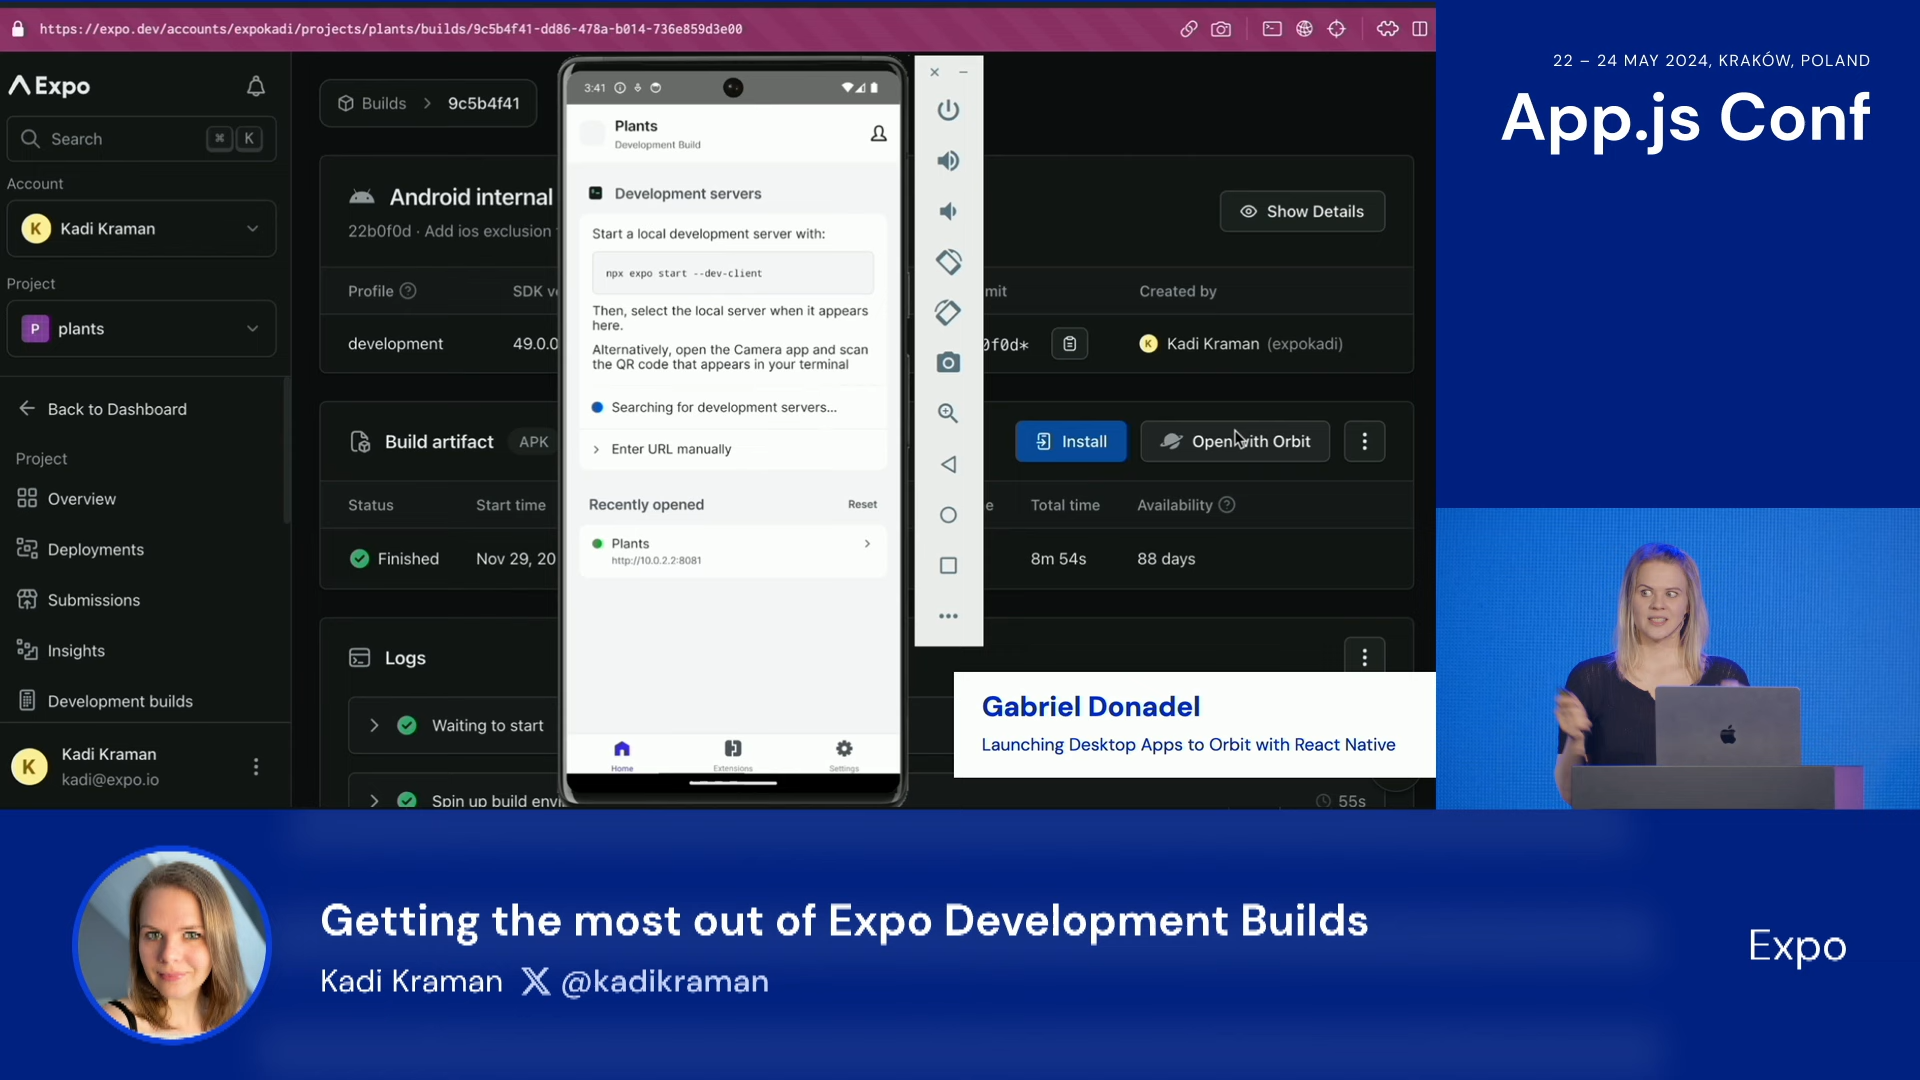 https://expo.dev/accounts/expokadi/projects/plants/builds/9c5b4f41-dd86-478a-b014-736e859d3e00
22 – 24 MAY 2024, KRAKÓW, POLAND
App.js Conf
Expo
Search
⌘ K
Account
K Kadi Kraman
Project
P plants
Back to Dashboard
Project
Overview
Deployments
Submissions
Insights
Development builds
K Kadi Kraman
kadi@expo.io
Builds > 9c5b4f41
Android internal
22b0f0d · Add ios exclusion
Show Details
Profile
SDK
Created by
development
49.0.0
0f0d*
K Kadi Kraman (expokadi)
Build artifact APK
Install
Open with Orbit
Status
Start time
Total time
Availability
Finished
Nov 29, 20
8m 54s
88 days
Logs
Waiting to start
Spin up build
55s
3:41
Plants
Development Build
Development servers
Start a local development server with:
npx expo start --dev-client
Then, select the local server when it appears
here.
Alternatively, open the Camera app and scan
the QR code that appears in your terminal
Searching for development servers...
Enter URL manually
Recently opened
Reset
Plants
http://10.0.2.2:8081
Home
Extensions
Settings
Gabriel Donadel
Launching Desktop Apps to Orbit with React Native
Getting the most out of Expo Development Builds
Kadi Kraman X @kadikraman
Expo